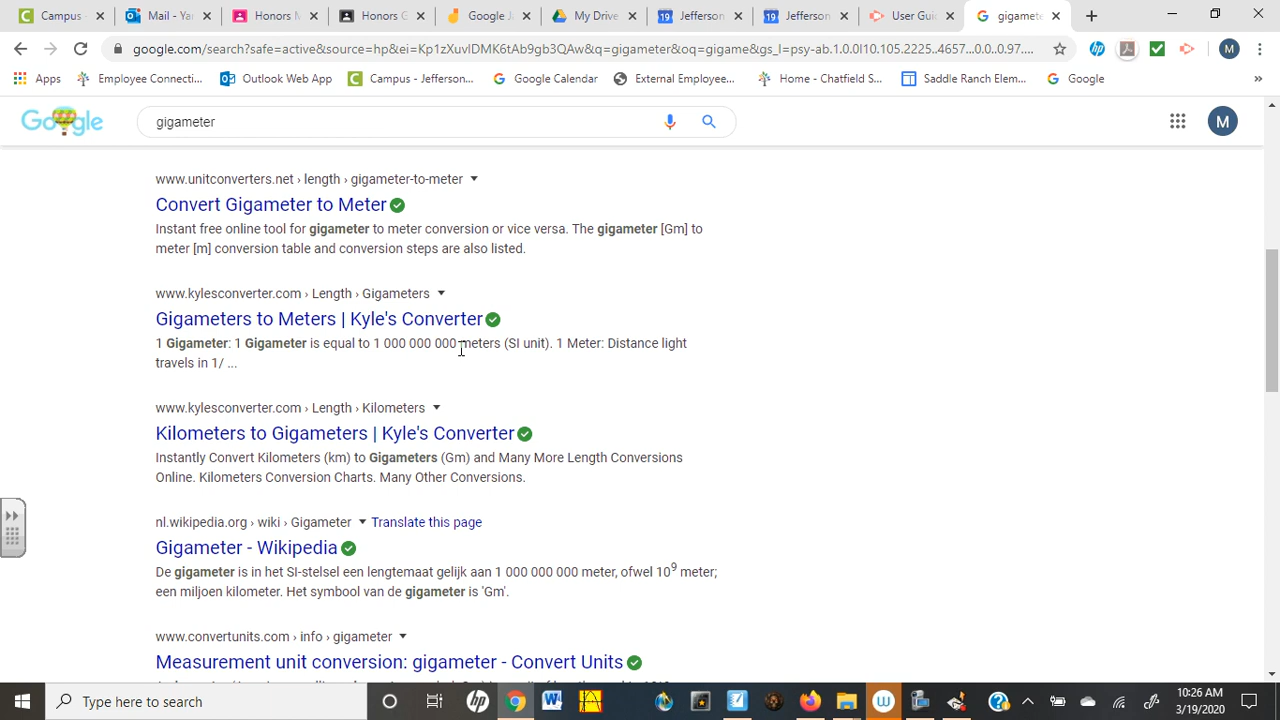 Campus -
Mail - Ya
Honors M
Honors G
Google J
My Drive
Jefferson
Jefferson
User Gui
gigamete
google.com/search?safe=active&source=hp&ei=Kp1zXuvlDMK6tAb9gb3QAw&q=gigameter&oq=gigame&gs_l=psy-ab.1.0.0l10.105.2225..4657...0.0..0.97....
M
Apps
Employee Connecti...
Outlook Web App
Campus - Jefferson...
Google Calendar
External Employee...
Home - Chatfield S...
Saddle Ranch Elem...
Google
»
Google
gigameter
M
www.unitconverters.net › length › gigameter-to-meter
Convert Gigameter to Meter
Instant free online tool for gigameter to meter conversion or vice versa. The gigameter [Gm] to
meter [m] conversion table and conversion steps are also listed.
www.kylesconverter.com › Length › Gigameters
Gigameters to Meters | Kyle's Converter
1 Gigameter: 1 Gigameter is equal to 1 000 000 000 meters (SI unit). 1 Meter: Distance light
travels in 1/ ...
www.kylesconverter.com › Length › Kilometers
Kilometers to Gigameters | Kyle's Converter
Instantly Convert Kilometers (km) to Gigameters (Gm) and Many More Length Conversions
Online. Kilometers Conversion Charts. Many Other Conversions.
nl.wikipedia.org › wiki › Gigameter Translate this page
Gigameter - Wikipedia
De gigameter is in het SI-stelsel een lengtemaat gelijk aan 1 000 000 000 meter, ofwel 10⁹ meter;
een miljoen kilometer. Het symbool van de gigameter is 'Gm'.
www.convertunits.com › info › gigameter
Measurement unit conversion: gigameter - Convert Units
Type here to search
10:26 AM
3/19/2020